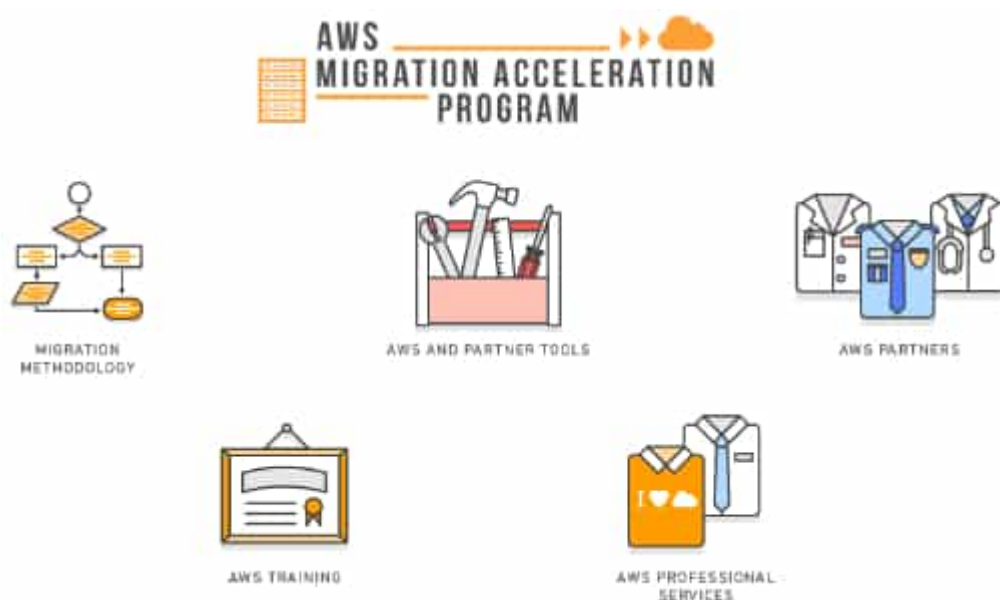 AWS
MIGRATION ACCELERATION
PROGRAM
MIGRATION
METHODOLOGY
AWS AND PARTNER TOOLS
AWS PARTNERS
I
AWS TRAINING
AWS PROFESSIONAL
SERVICES